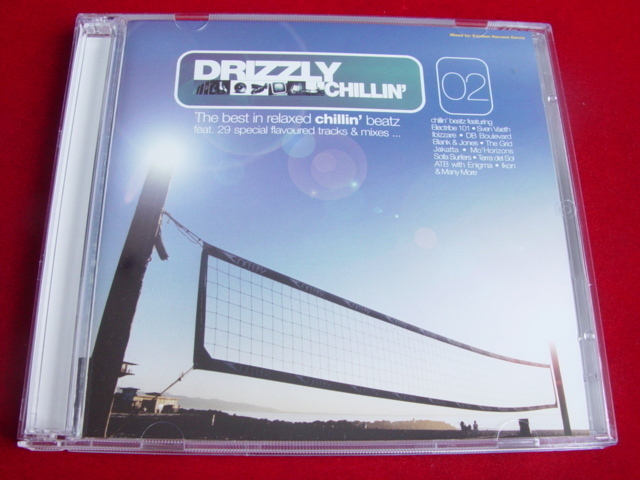 DRIZZLY
'CHILLIN'
02
The best in relaxed chillin' beatz
feat. 29 special flavoured tracks & mixes ...
chillin' beatz featuring
Electribe 101 • Sven Vaeth
Ibizzare • DB Boulevard
Blank & Jones • The Grid
Jakatta • Mo'Horizons
Sofa Surfers • Terra del Sol
ATB with Enigma • Ikon
& Many More